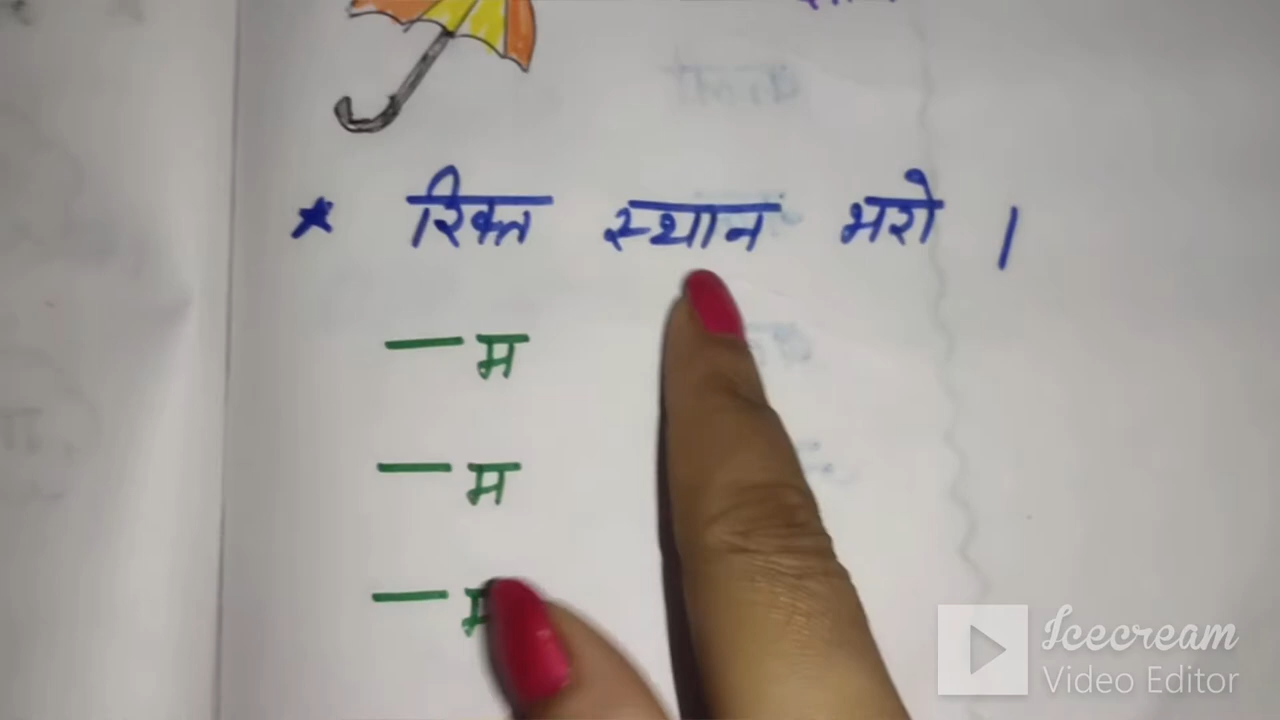 ★ रिक्त स्थान भरो ।
— म
— म
— म
Icecream
Video Editor